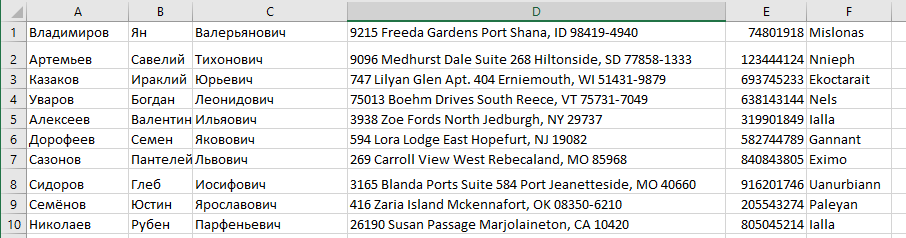 A B C D E F
1 Владимиров Ян Валерьянович 9215 Freeda Gardens Port Shana, ID 98419-4940 74801918 Mislonas
2 Артемьев Савелий Тихонович 9096 Medhurst Dale Suite 268 Hiltonside, SD 77858-1333 123444124 Nnieph
3 Казаков Ираклий Юрьевич 747 Lilyan Glen Apt. 404 Erniemouth, WI 51431-9879 693745233 Ekoctarait
4 Уваров Богдан Леонидович 75013 Boehm Drives South Reece, VT 75731-7049 638143144 Nels
5 Алексеев Валентин Ильяович 3938 Zoe Fords North Jedburgh, NY 29737 319901849 Ialla
6 Дорофеев Семен Яковович 594 Lora Lodge East Hopefurt, NJ 19082 582744789 Gannant
7 Сазонов Пантелей Львович 269 Carroll View West Rebecaland, MO 85968 840843805 Eximo
8 Сидоров Глеб Иосифович 3165 Blanda Ports Suite 584 Port Jeanetteside, MO 40660 916201746 Uanurbiann
9 Семёнов Юстин Ярославович 416 Zaria Island Mckennafort, OK 08350-6210 205543274 Paleyan
10 Николаев Рубен Парфеньевич 26190 Susan Passage Marjolaineton, CA 10420 805045214 Ialla